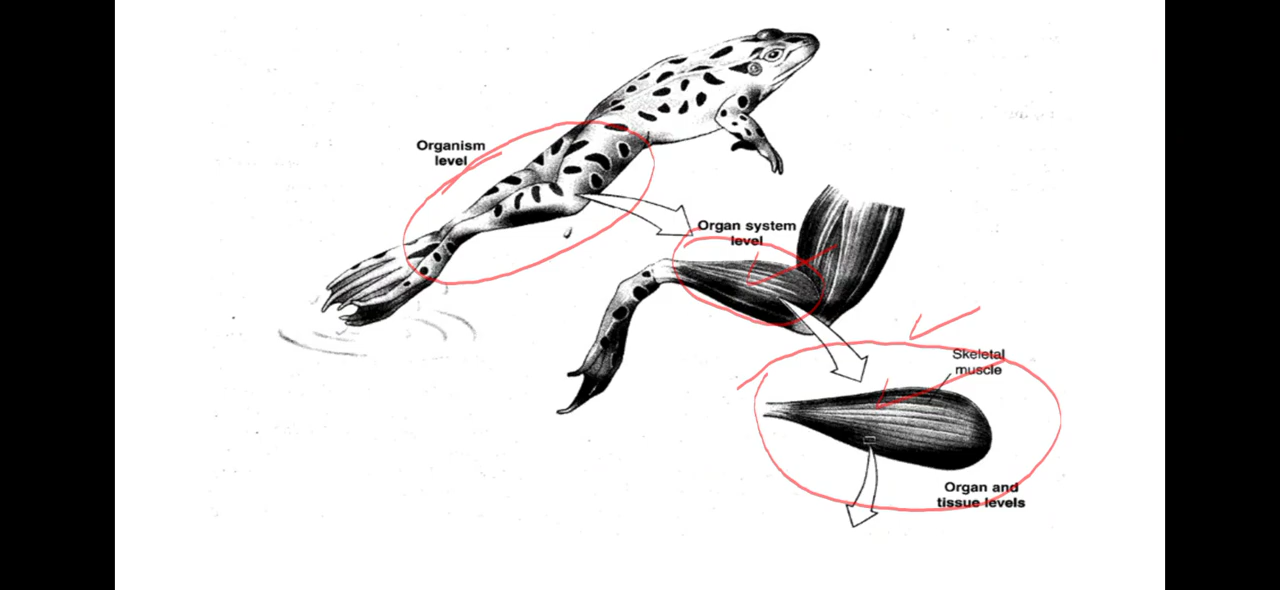 Organism
level
Organ system
level
Skeletal
muscle
Organ and
tissue levels